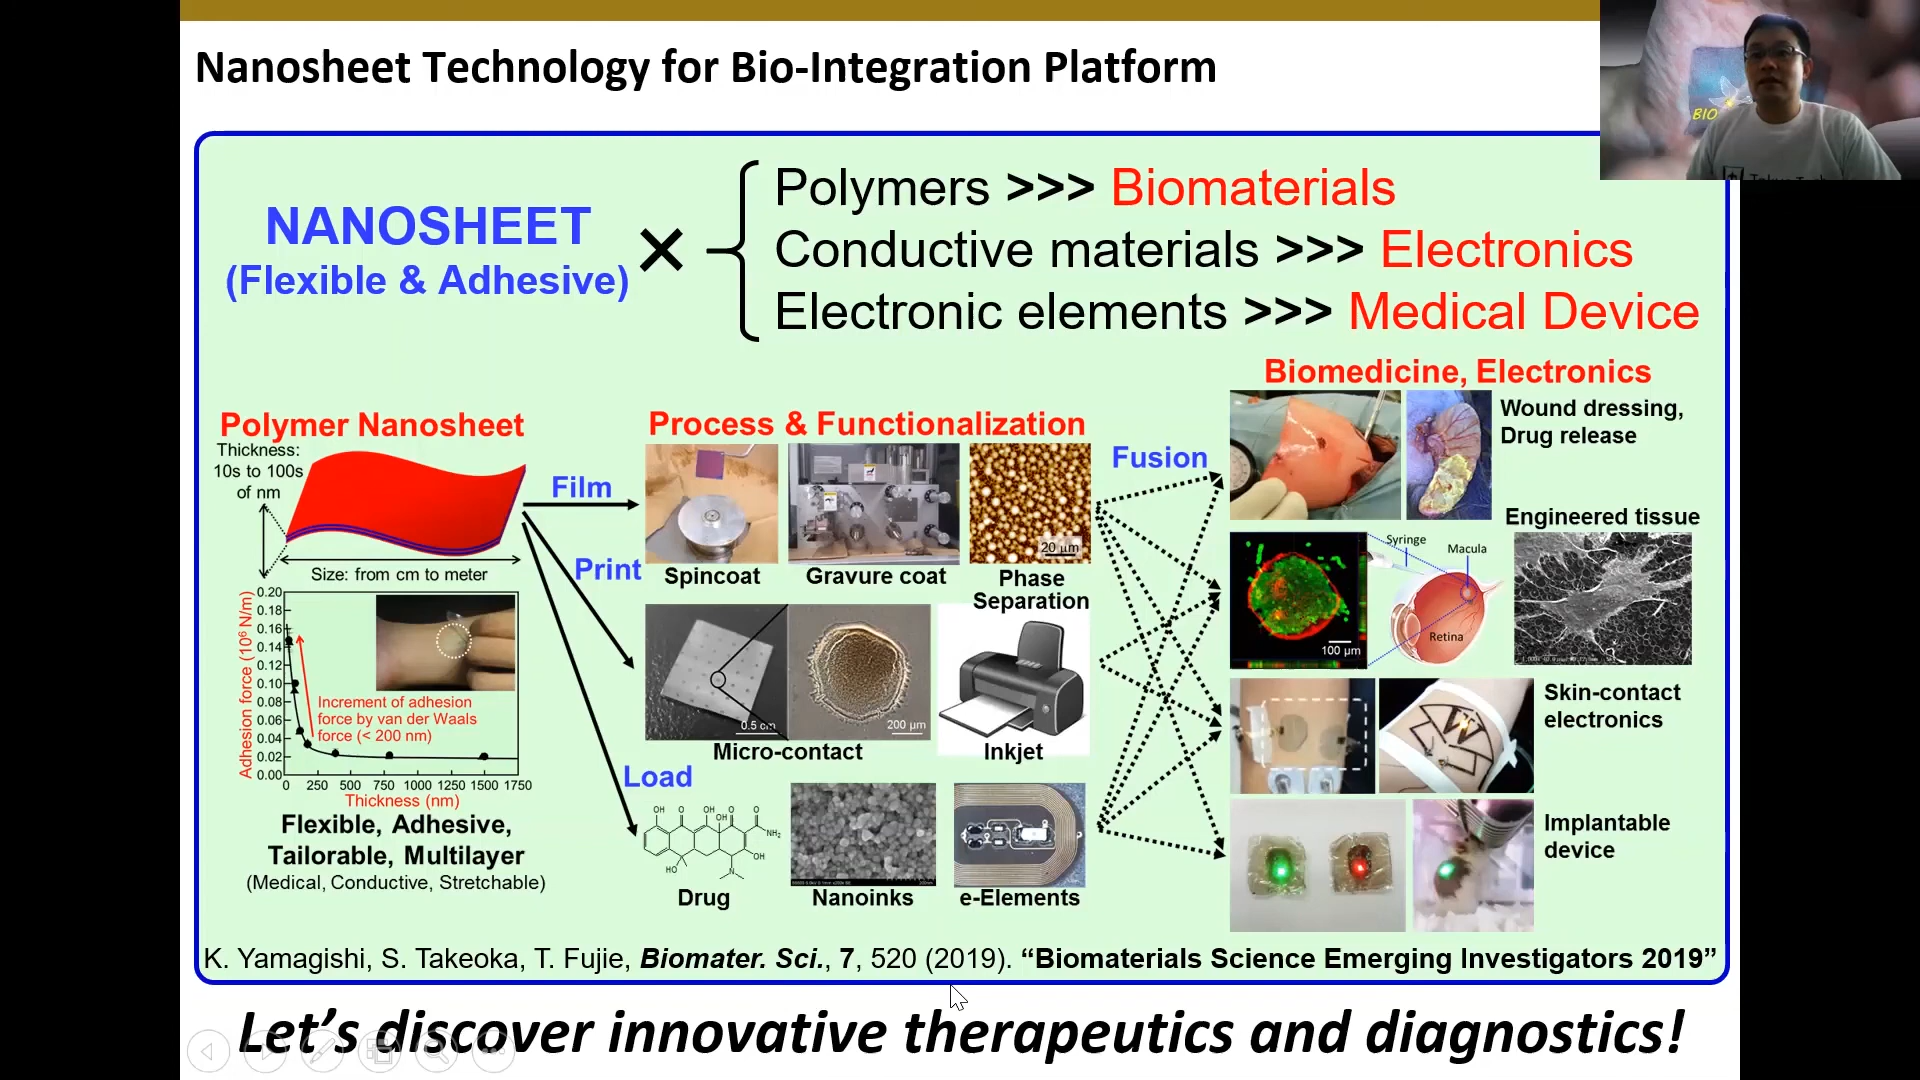 Nanosheet Technology for Bio-Integration Platform
BIO
NANOSHEET
(Flexible & Adhesive)
×
Polymers >>> Biomaterials
Conductive materials >>> Electronics
Electronic elements >>> Medical Device
Polymer Nanosheet
Thickness:
10s to 100s
of nm
Size: from cm to meter
Adhesion force (10⁶ N/m)
0.20
0.18
0.16
0.14
0.12
0.10
0.08
0.06
0.04
0.02
0.00
Increment of adhesion
force by van der Waals
force (< 200 nm)
0 250 500 750 1000 1250 1500 1750
Thickness (nm)
Flexible, Adhesive,
Tailorable, Multilayer
(Medical, Conductive, Stretchable)
Film
Print
Load
Process & Functionalization
20 μm
Spincoat
Gravure coat
Phase
Separation
0.5 cm
200 μm
Micro-contact
Inkjet
OH O OH OH O O
NH₂
OH
HO
N
Drug
Nanoinks
e-Elements
Fusion
Biomedicine, Electronics
Wound dressing,
Drug release
Engineered tissue
100 μm
Syringe
Macula
Retina
Skin-contact
electronics
Implantable
device
K. Yamagishi, S. Takeoka, T. Fujie, Biomater. Sci., 7, 520 (2019). “Biomaterials Science Emerging Investigators 2019”
Let’s discover innovative therapeutics and diagnostics!